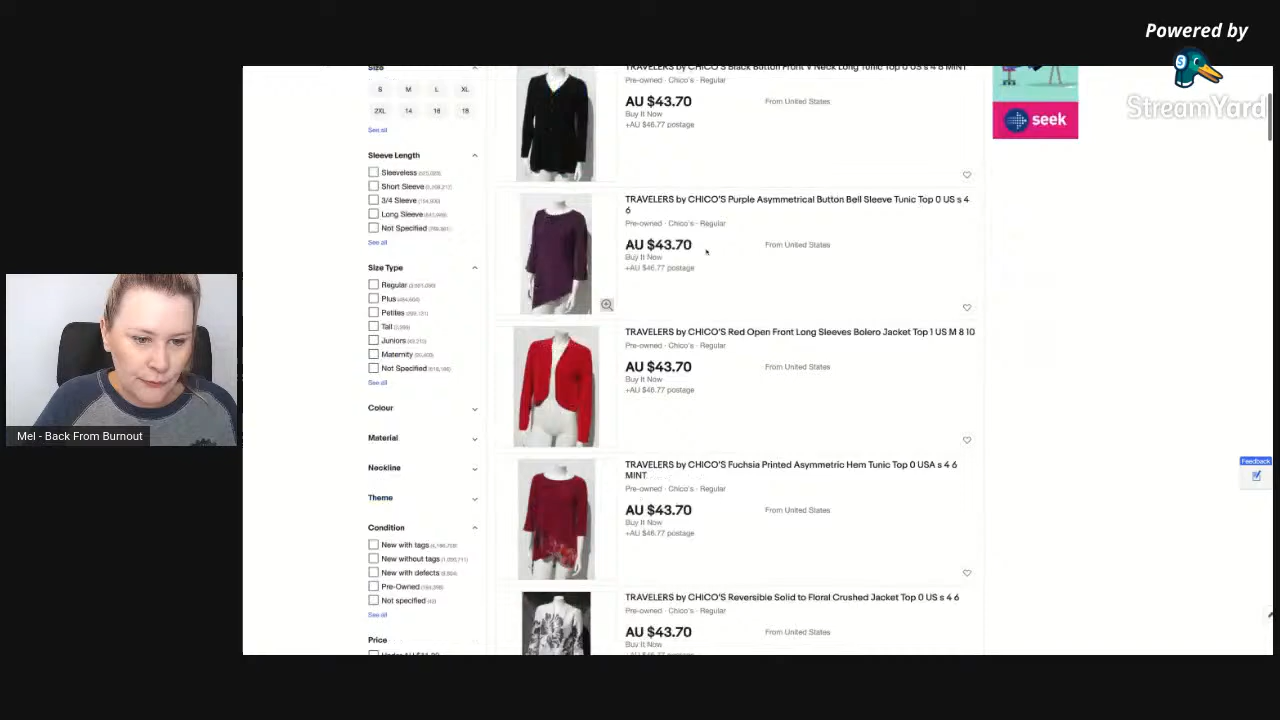 Powered by
StreamYard
Size
S M L XL
2XL 14 16 18
See all
Sleeve Length
Sleeveless
Short Sleeve
3/4 Sleeve
Long Sleeve
Not Specified
See all
Size Type
Regular
Plus
Petites
Tall
Juniors
Maternity
Not Specified
See all
Colour
Material
Neckline
Theme
Condition
New with tags
New without tags
New with defects
Pre-Owned
Not specified
See all
Price
TRAVELERS by CHICO'S Black Button Front V Neck Long Tunic Top 0 US s 4 6 MINT
Pre-owned · Chico's · Regular
AU $43.70
From United States
Buy It Now
+AU $46.77 postage
TRAVELERS by CHICO'S Purple Asymmetrical Button Bell Sleeve Tunic Top 0 US s 4
6
Pre-owned · Chico's · Regular
AU $43.70
From United States
Buy It Now
+AU $46.77 postage
TRAVELERS by CHICO'S Red Open Front Long Sleeves Bolero Jacket Top 1 US M 8 10
Pre-owned · Chico's · Regular
AU $43.70
From United States
Buy It Now
+AU $46.77 postage
TRAVELERS by CHICO'S Fuchsia Printed Asymmetric Hem Tunic Top 0 USA s 4 6
MINT
Pre-owned · Chico's · Regular
AU $43.70
From United States
Buy It Now
+AU $46.77 postage
TRAVELERS by CHICO'S Reversible Solid to Floral Crushed Jacket Top 0 US s 4 6
Pre-owned · Chico's · Regular
AU $43.70
From United States
Buy It Now
+AU $46.77 postage
seek
Feedback
Mel - Back From Burnout